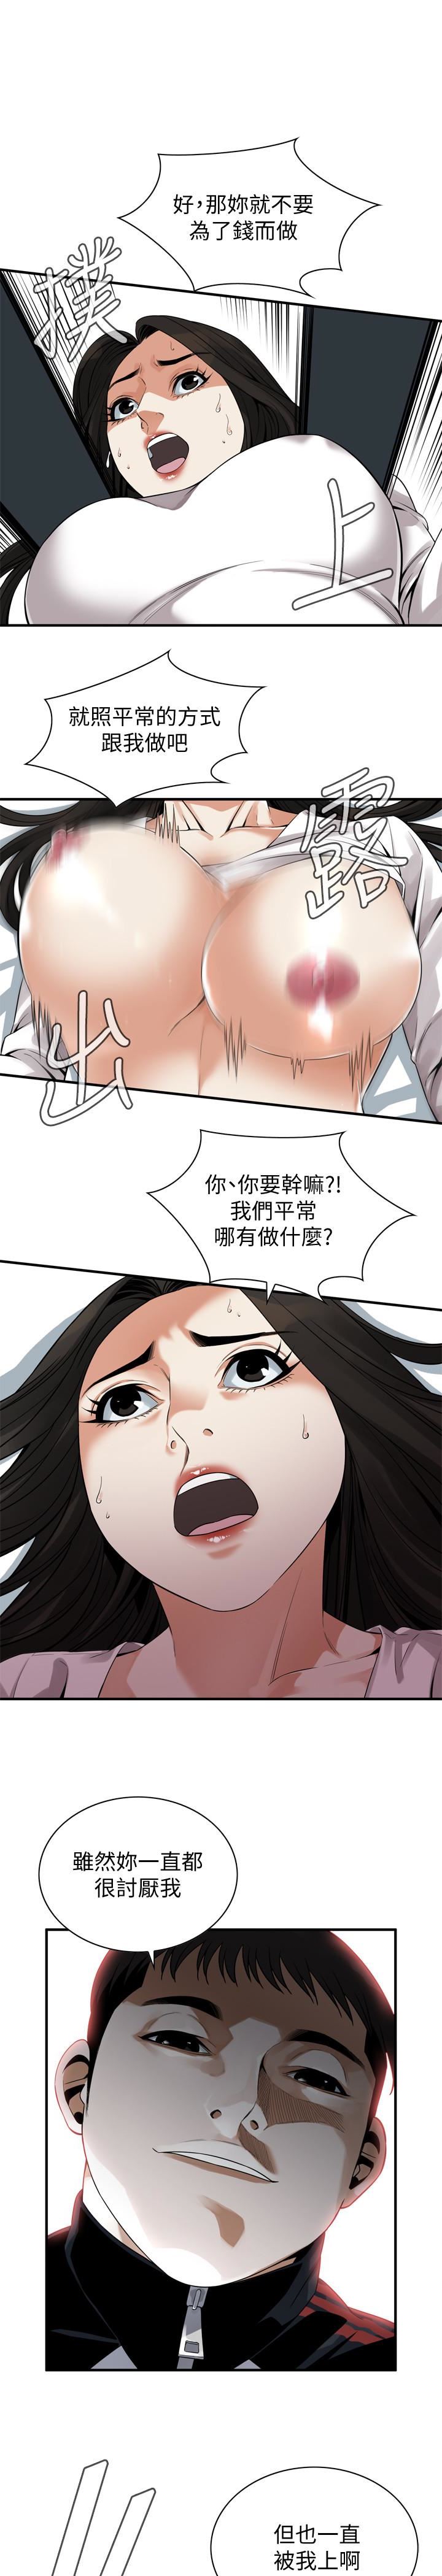 好，那妳就不要
為了錢而做
撲
上
就照平常的方式
跟我做吧
露
出
你、你要幹嘛?!
我們平常
哪有做什麼?
雖然妳一直都
很討厭我
但也一直
被我上啊